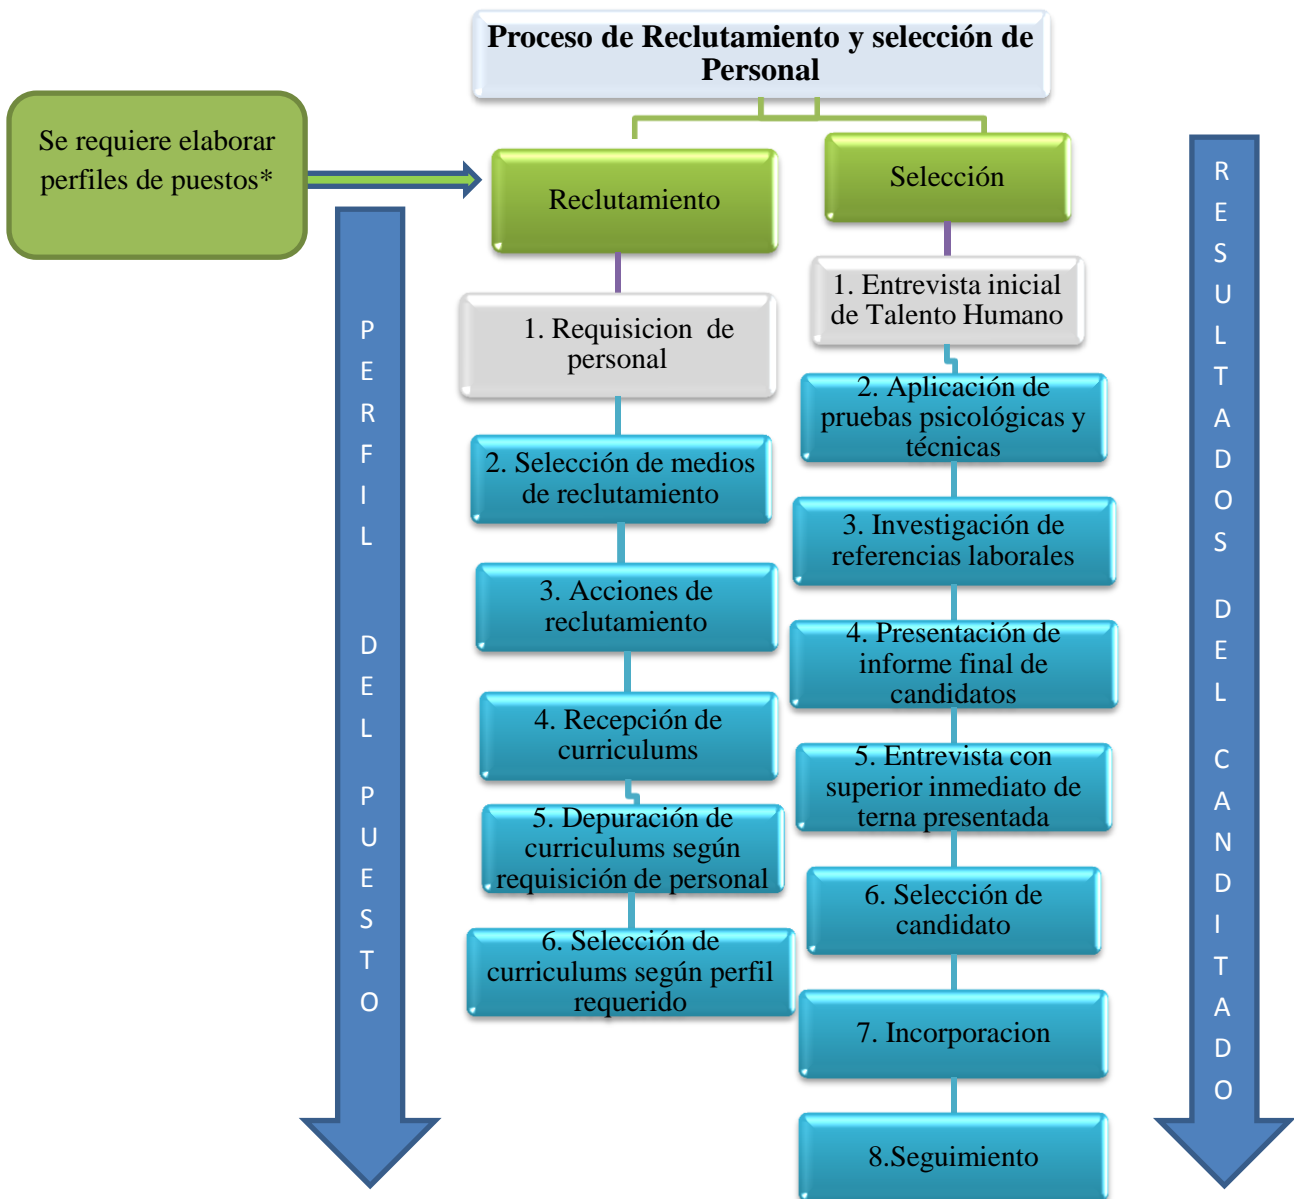 Proceso de Reclutamiento y selección de
Personal
Se requiere elaborar
perfiles de puestos*
Reclutamiento
1. Requisicion de
personal
2. Selección de medios
de reclutamiento
3. Acciones de
reclutamiento
4. Recepción de
curriculums
5. Depuración de
curriculums según
requisición de personal
6. Selección de
curriculums según perfil
requerido
Selección
1. Entrevista inicial
de Talento Humano
2. Aplicación de
pruebas psicológicas y
técnicas
3. Investigación de
referencias laborales
4. Presentación de
informe final de
candidatos
5. Entrevista con
superior inmediato de
terna presentada
6. Selección de
candidato
7. Incorporacion
8.Seguimiento
PERFIL DEL PUESTO
RESULTADOS DEL CANDITADO